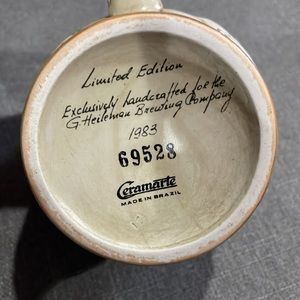 Limited Edition
Exclusively handcrafted for the
G. Heileman Brewing Company
1983
69528
Ceramarte
MADE IN BRAZIL